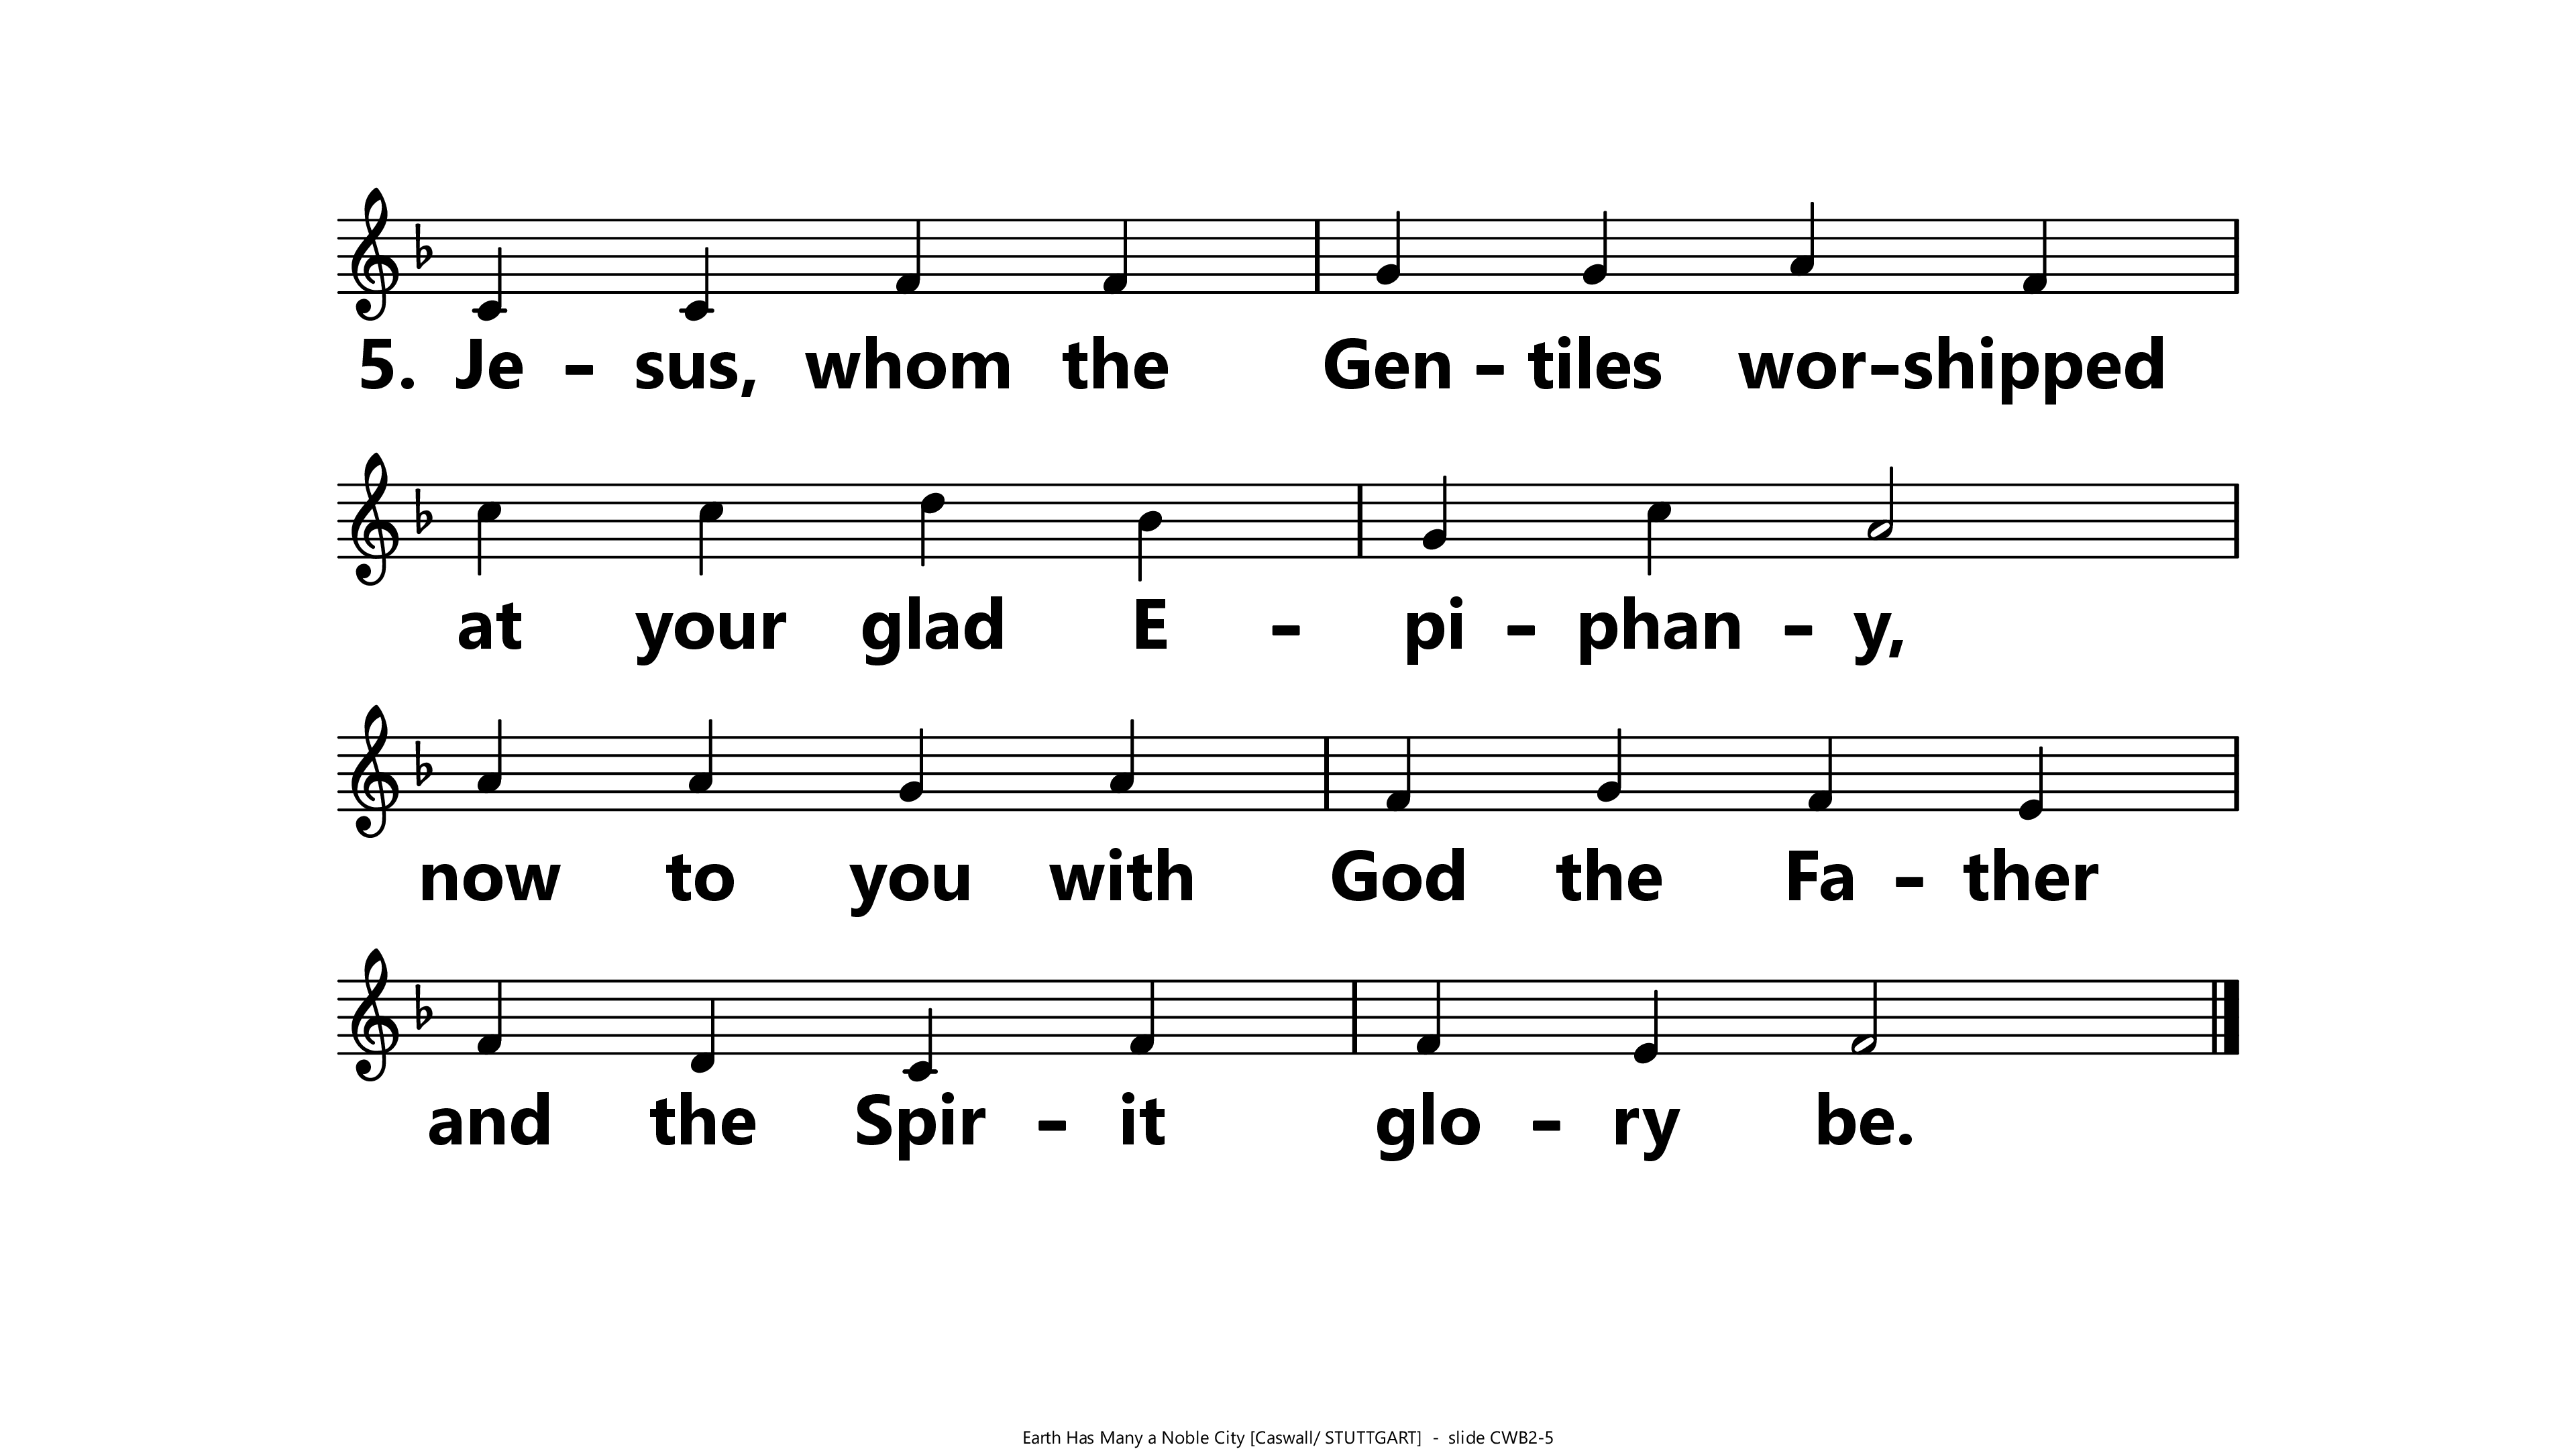 5. Je - sus, whom the Gen - tiles wor-shipped
at your glad E - pi - phan - y,
now to you with God the Fa - ther
and the Spir - it glo - ry be.
Earth Has Many a Noble City [Caswall/ STUTTGART] - slide CWB2-5